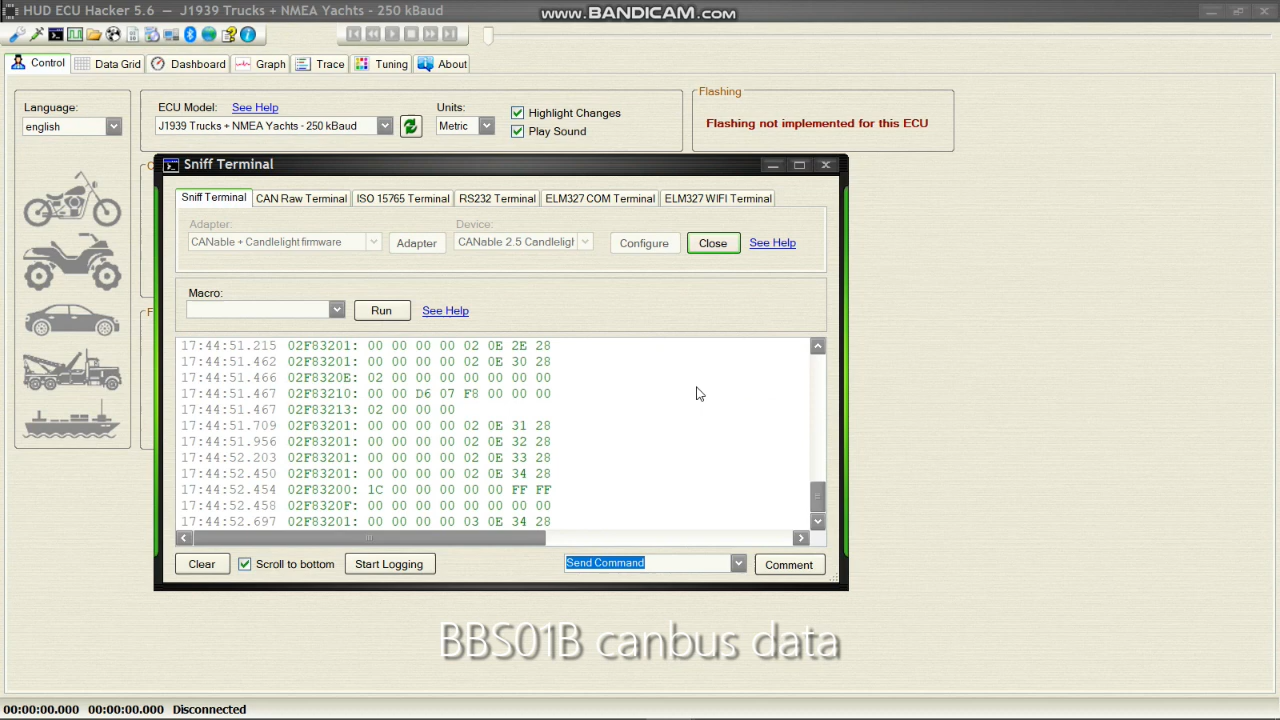 HUD ECU Hacker 5.6 – J1939 Trucks + NMEA Yachts - 250 kBaud
www.BANDICAM.com
Control Data Grid Dashboard Graph Trace Tuning About
Language:
english
ECU Model: See Help
J1939 Trucks + NMEA Yachts - 250 kBaud
Units:
Metric
Highlight Changes
Play Sound
Flashing
Flashing not implemented for this ECU
Sniff Terminal
Sniff Terminal CAN Raw Terminal ISO 15765 Terminal RS232 Terminal ELM327 COM Terminal ELM327 WIFI Terminal
Adapter: Device:
CANable + Candlelight firmware Adapter CANable 2.5 Candleligh Configure Close See Help
Macro:
Run See Help
17:44:51.215 02F83201: 00 00 00 00 02 0E 2E 28
17:44:51.462 02F83201: 00 00 00 00 02 0E 30 28
17:44:51.466 02F8320E: 02 00 00 00 00 00 00 00
17:44:51.467 02F83210: 00 00 D6 07 F8 00 00 00
17:44:51.467 02F83213: 02 00 00 00
17:44:51.709 02F83201: 00 00 00 00 02 0E 31 28
17:44:51.956 02F83201: 00 00 00 00 02 0E 32 28
17:44:52.203 02F83201: 00 00 00 00 02 0E 33 28
17:44:52.450 02F83201: 00 00 00 00 02 0E 34 28
17:44:52.454 02F83200: 1C 00 00 00 00 00 FF FF
17:44:52.458 02F8320F: 00 00 00 00 00 00 00 00
17:44:52.697 02F83201: 00 00 00 00 03 0E 34 28
Clear Scroll to bottom Start Logging Send Command Comment
BBS01B canbus data
00:00:00.000 00:00:00.000 Disconnected